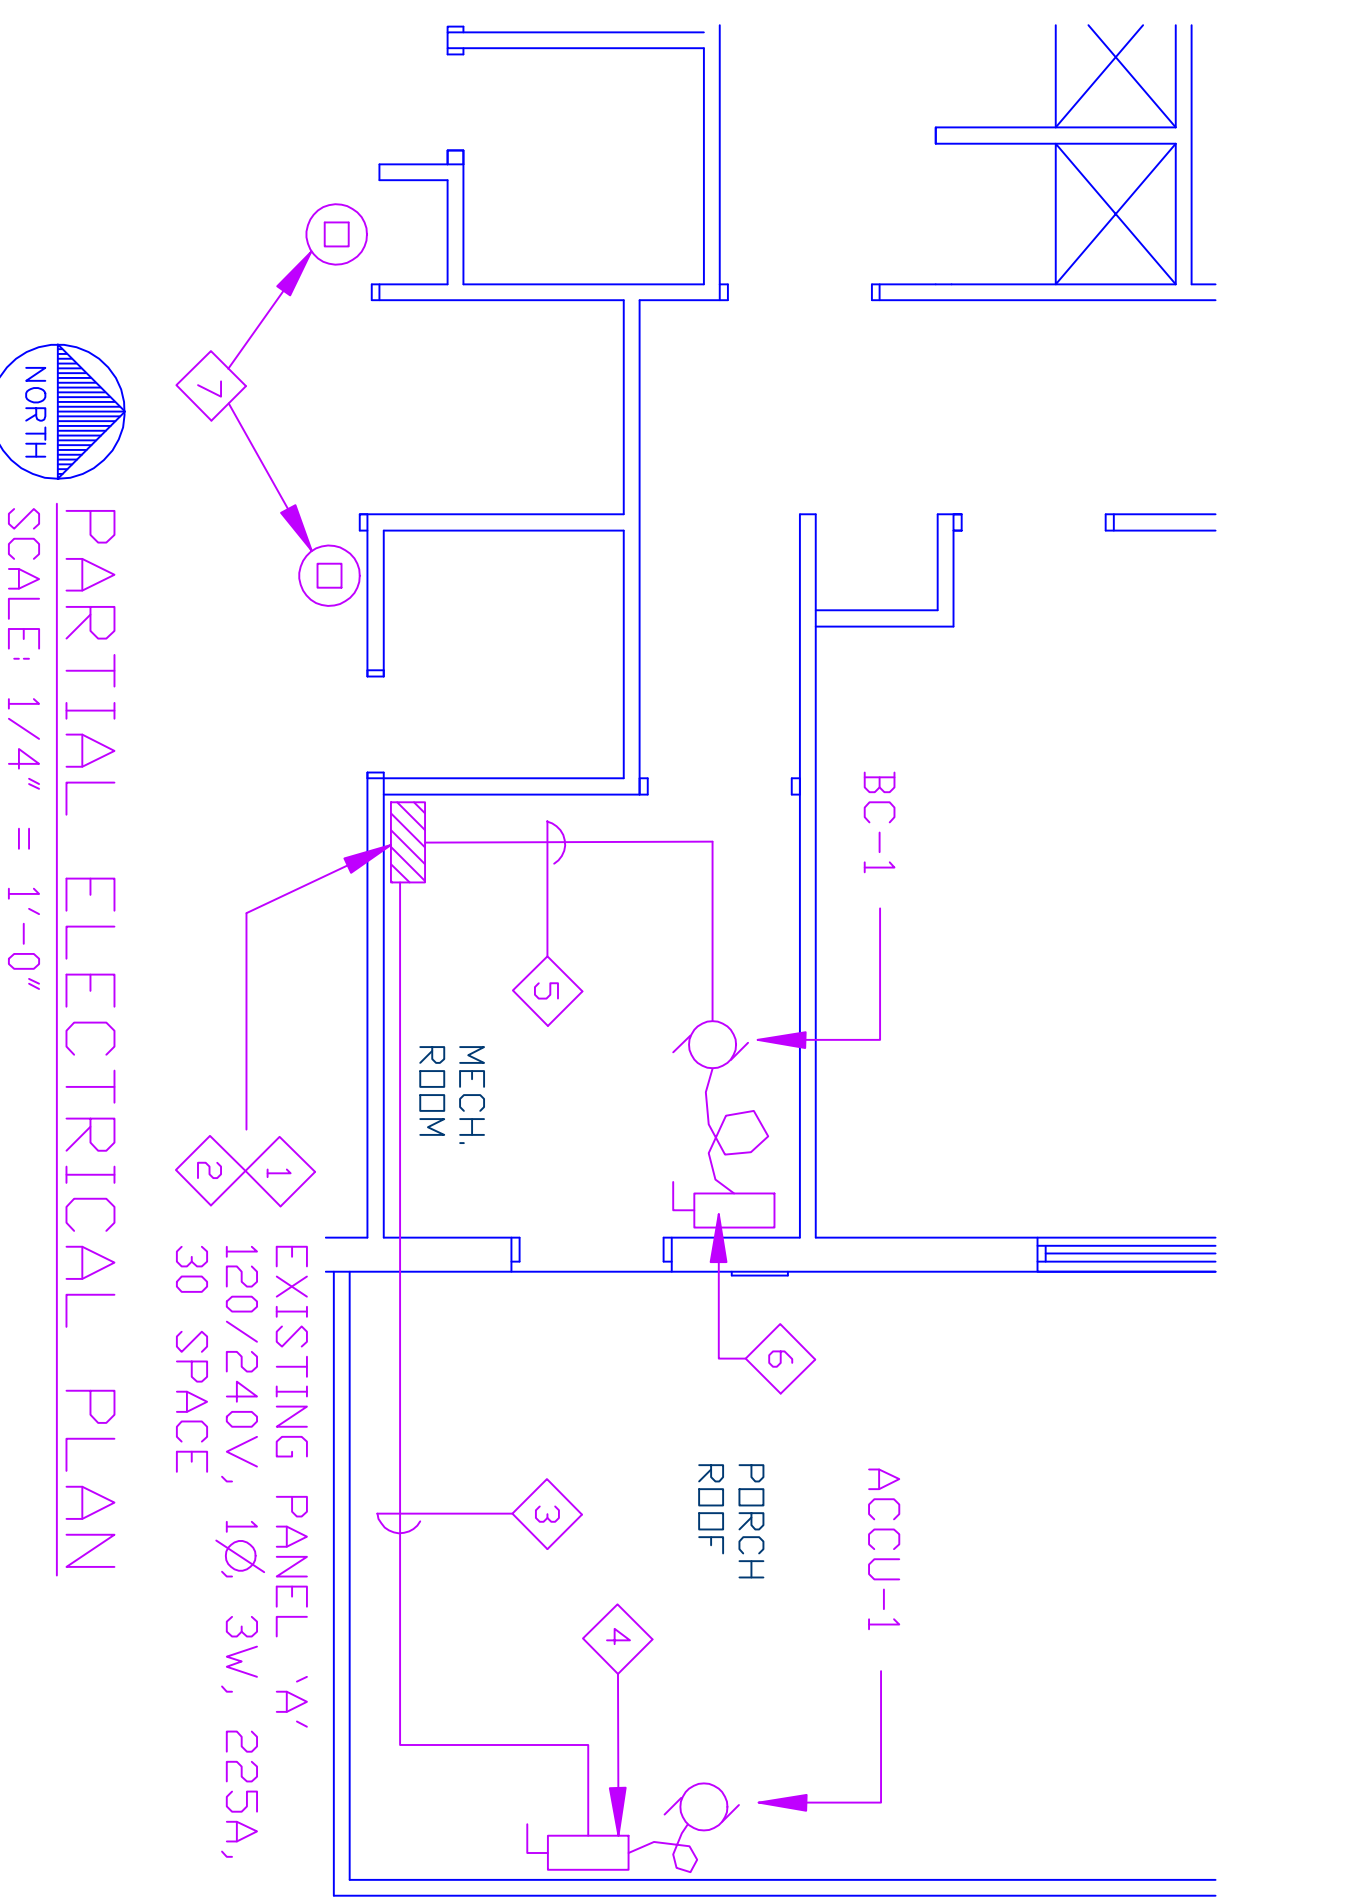 BC-1
ACCU-1
PORCH
ROOF
6
4
5
3
MECH.
ROOM
7
1
2
EXISTING PANEL 'A'
120/240V, 1Ø, 3W, 225A,
30 SPACE
NORTH
PARTIAL ELECTRICAL PLAN
SCALE: 1/4" = 1'-0"